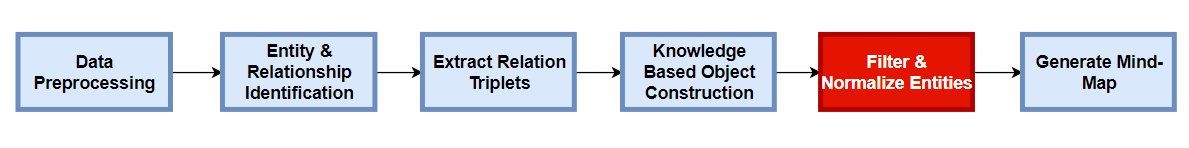 Data
Preprocessing
Entity &
Relationship
Identification
Extract Relation
Triplets
Knowledge
Based Object
Construction
Filter &
Normalize Entities
Generate Mind-
Map